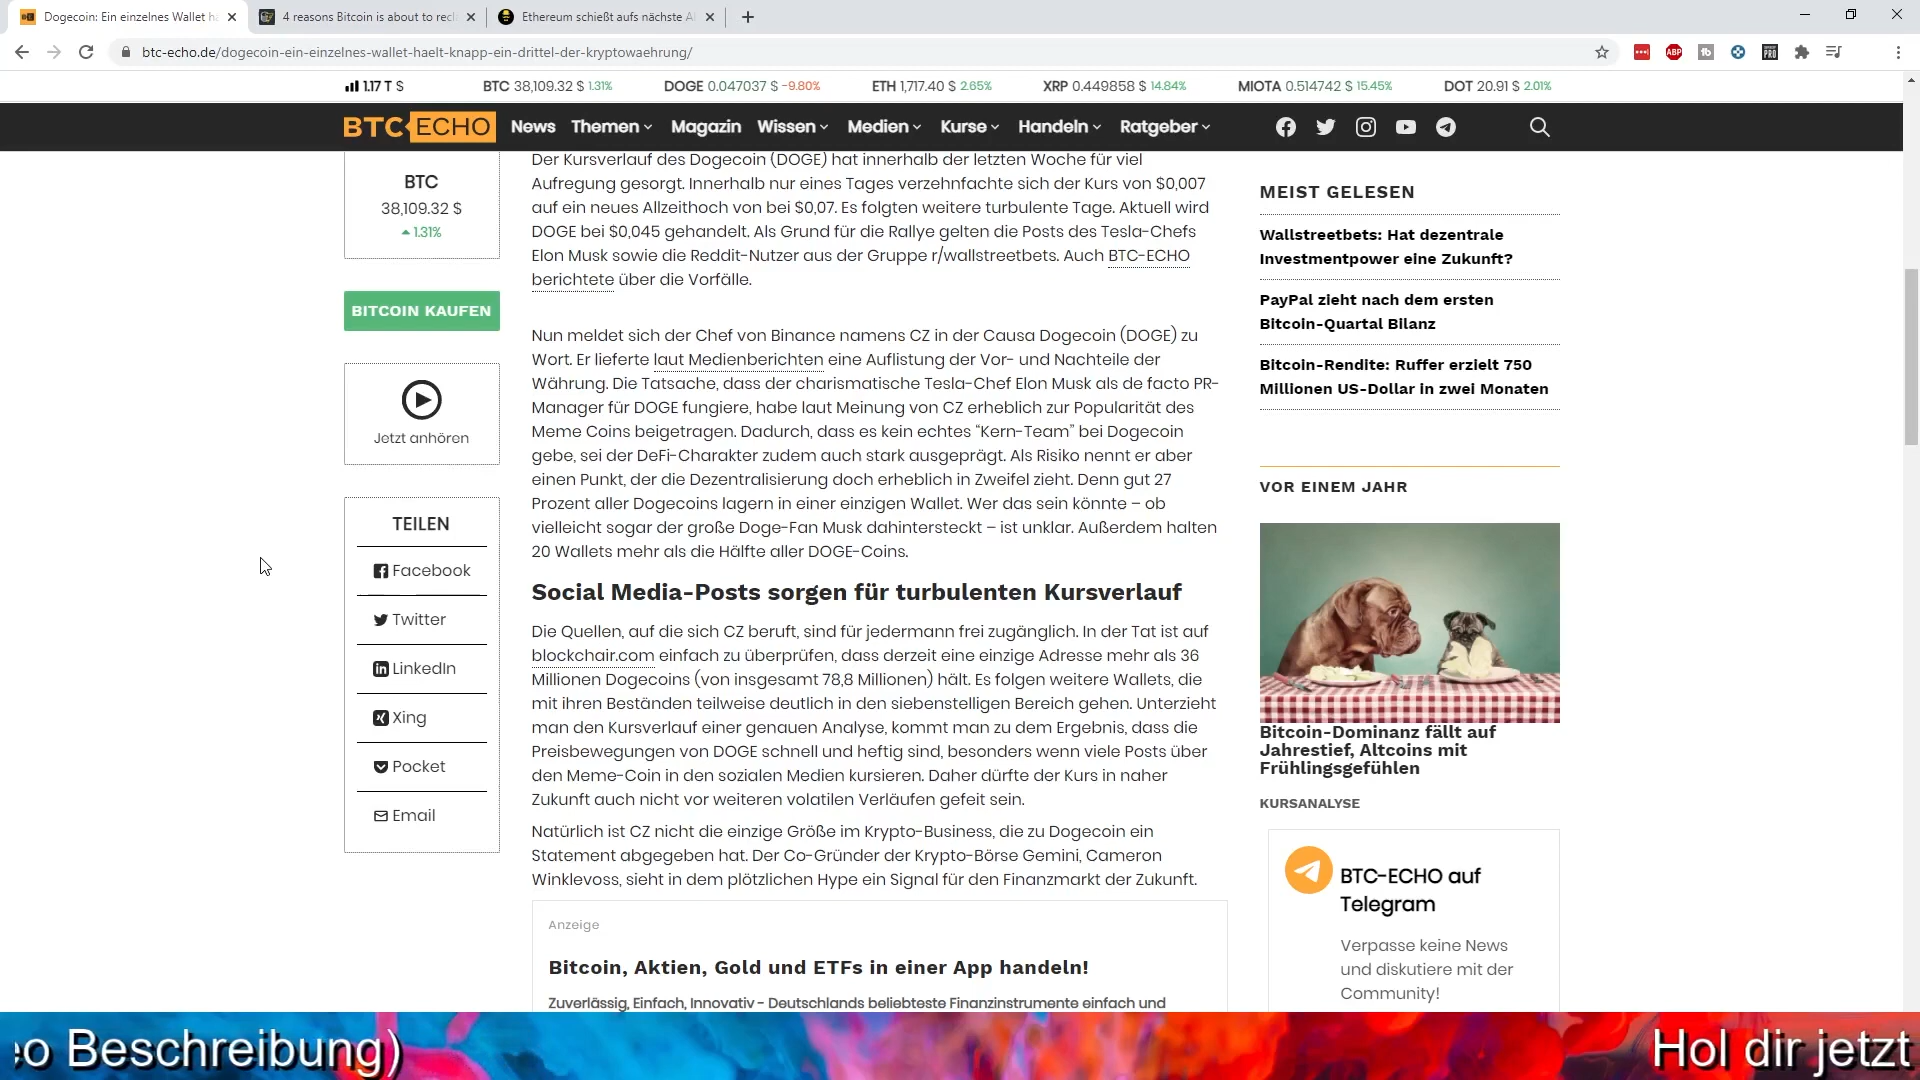 Dogecoin: Ein einzelnes Wallet ha
4 reasons Bitcoin is about to recl
Ethereum schießt aufs nächste Al
btc-echo.de/dogecoin-ein-einzelnes-wallet-haelt-knapp-ein-drittel-der-kryptowaehrung/
1.17 T $
BTC 38,109.32 $ 1.31%
DOGE 0.047037 $ -9.80%
ETH 1,717.40 $ 2.65%
XRP 0.449858 $ 14.84%
MIOTA 0.514742 $ 15.45%
DOT 20.91 $ 2.01%
BTC ECHO
News Themen Magazin Wissen Medien Kurse Handeln Ratgeber
BTC
38,109.32 $
1.31%
BITCOIN KAUFEN
Jetzt anhören
TEILEN
Facebook
Twitter
LinkedIn
Xing
Pocket
Email
Der Kursverlauf des Dogecoin (DOGE) hat innerhalb der letzten Woche für viel
Aufregung gesorgt. Innerhalb nur eines Tages verzehnfachte sich der Kurs von $0,007
auf ein neues Allzeithoch von bei $0,07. Es folgten weitere turbulente Tage. Aktuell wird
DOGE bei $0,045 gehandelt. Als Grund für die Rallye gelten die Posts des Tesla-Chefs
Elon Musk sowie die Reddit-Nutzer aus der Gruppe r/wallstreetbets. Auch BTC-ECHO
berichtete über die Vorfälle.
Nun meldet sich der Chef von Binance namens CZ in der Causa Dogecoin (DOGE) zu
Wort. Er lieferte laut Medienberichten eine Auflistung der Vor- und Nachteile der
Währung. Die Tatsache, dass der charismatische Tesla-Chef Elon Musk als de facto PR-
Manager für DOGE fungiere, habe laut Meinung von CZ erheblich zur Popularität des
Meme Coins beigetragen. Dadurch, dass es kein echtes “Kern-Team” bei Dogecoin
gebe, sei der DeFi-Charakter zudem auch stark ausgeprägt. Als Risiko nennt er aber
einen Punkt, der die Dezentralisierung doch erheblich in Zweifel zieht. Denn gut 27
Prozent aller Dogecoins lagern in einer einzigen Wallet. Wer das sein könnte – ob
vielleicht sogar der große Doge-Fan Musk dahintersteckt – ist unklar. Außerdem halten
20 Wallets mehr als die Hälfte aller DOGE-Coins.
Social Media-Posts sorgen für turbulenten Kursverlauf
Die Quellen, auf die sich CZ beruft, sind für jedermann frei zugänglich. In der Tat ist auf
blockchair.com einfach zu überprüfen, dass derzeit eine einzige Adresse mehr als 36
Millionen Dogecoins (von insgesamt 78,8 Millionen) hält. Es folgen weitere Wallets, die
mit ihren Beständen teilweise deutlich in den siebenstelligen Bereich gehen. Unterzieht
man den Kursverlauf einer genauen Analyse, kommt man zu dem Ergebnis, dass die
Preisbewegungen von DOGE schnell und heftig sind, besonders wenn viele Posts über
den Meme-Coin in den sozialen Medien kursieren. Daher dürfte der Kurs in naher
Zukunft auch nicht vor weiteren volatilen Verläufen gefeit sein.
Natürlich ist CZ nicht die einzige Größe im Krypto-Business, die zu Dogecoin ein
Statement abgegeben hat. Der Co-Gründer der Krypto-Börse Gemini, Cameron
Winklevoss, sieht in dem plötzlichen Hype ein Signal für den Finanzmarkt der Zukunft.
Anzeige
Bitcoin, Aktien, Gold und ETFs in einer App handeln!
Zuverlässig, Einfach, Innovativ - Deutschlands beliebteste Finanzinstrumente einfach und
MEIST GELESEN
Wallstreetbets: Hat dezentrale
Investmentpower eine Zukunft?
PayPal zieht nach dem ersten
Bitcoin-Quartal Bilanz
Bitcoin-Rendite: Ruffer erzielt 750
Millionen US-Dollar in zwei Monaten
VOR EINEM JAHR
Bitcoin-Dominanz fällt auf
Jahrestief, Altcoins mit
Frühlingsgefühlen
KURSANALYSE
BTC-ECHO auf
Telegram
Verpasse keine News
und diskutiere mit der
Community!
eo Beschreibung)
Hol dir jetzt